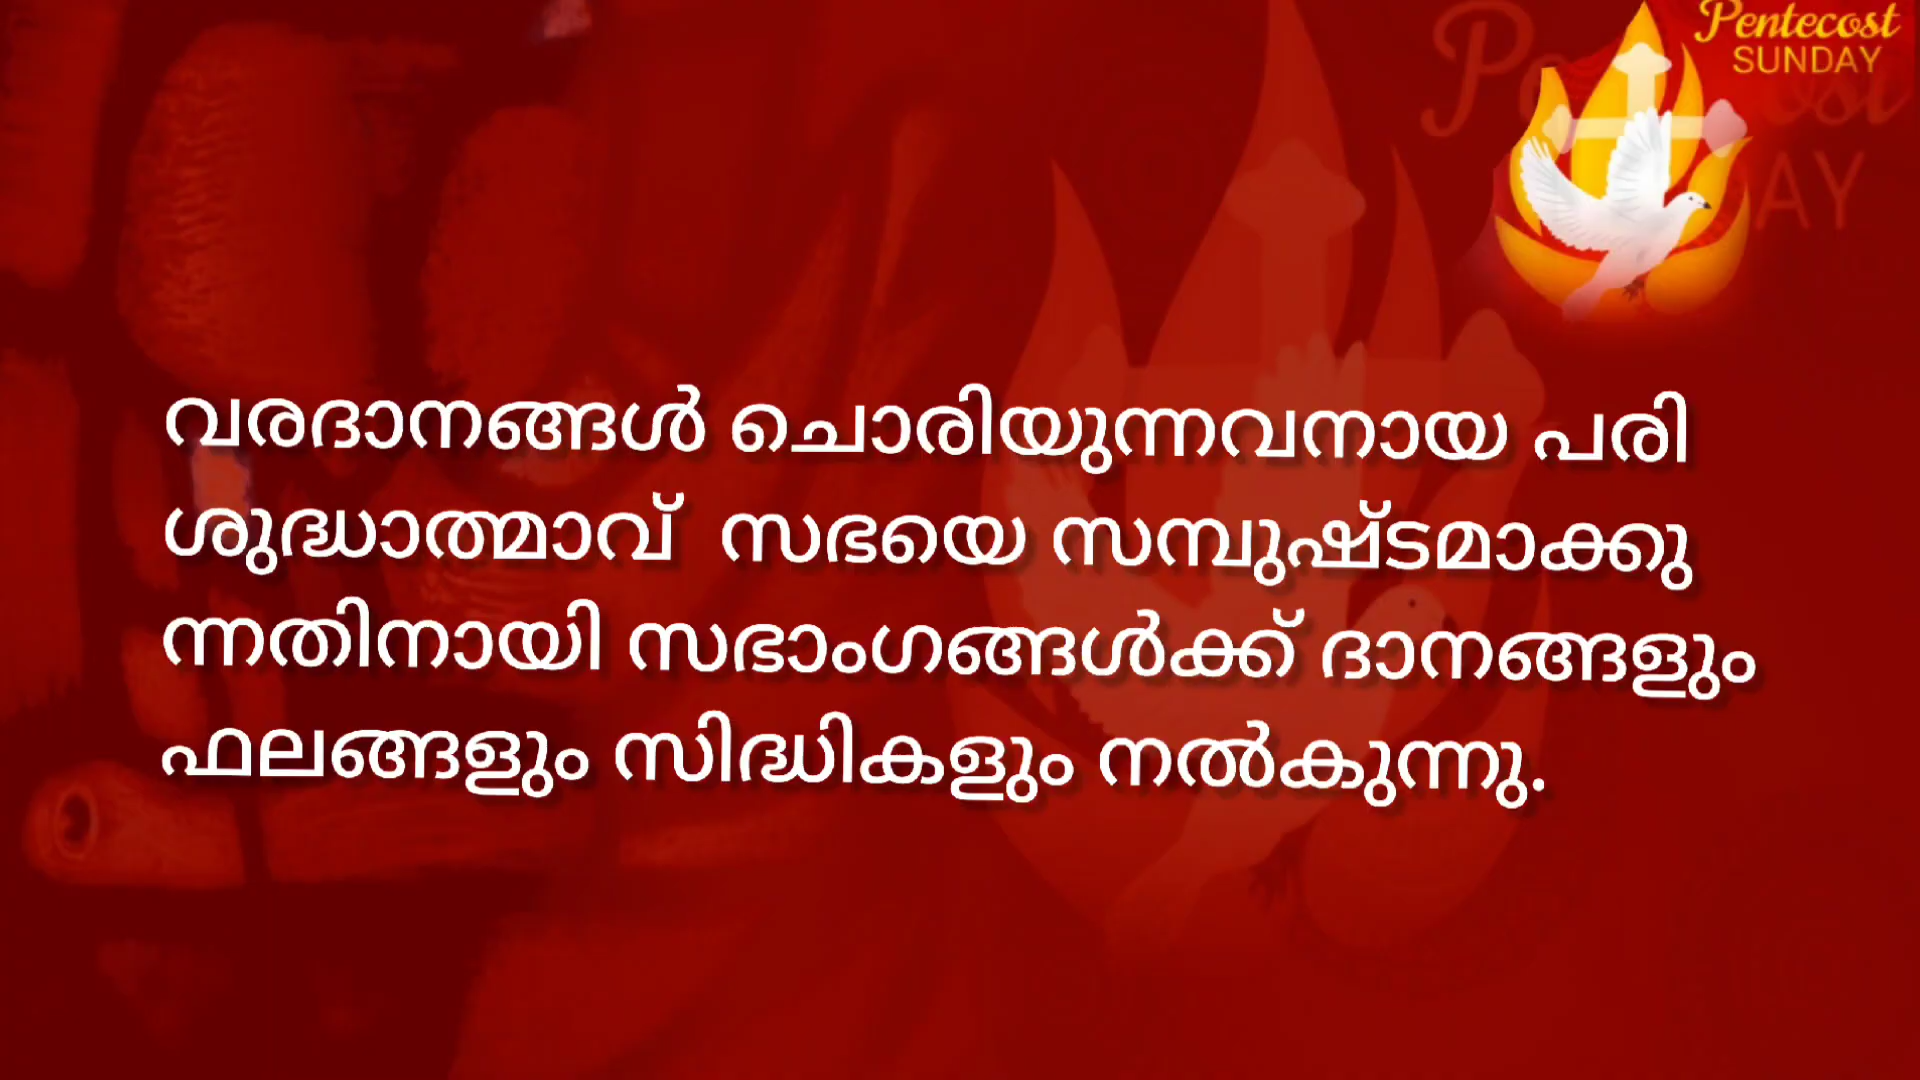 Pentecost
SUNDAY
വരദാനങ്ങൾ ചൊരിയുന്നവനായ പരി
ശുദ്ധാത്മാവ് സഭയെ സമ്പുഷ്ടമാക്കു
ന്നതിനായി സഭാംഗങ്ങൾക്ക് ദാനങ്ങളും
ഫലങ്ങളും സിദ്ധികളും നൽകുന്നു.